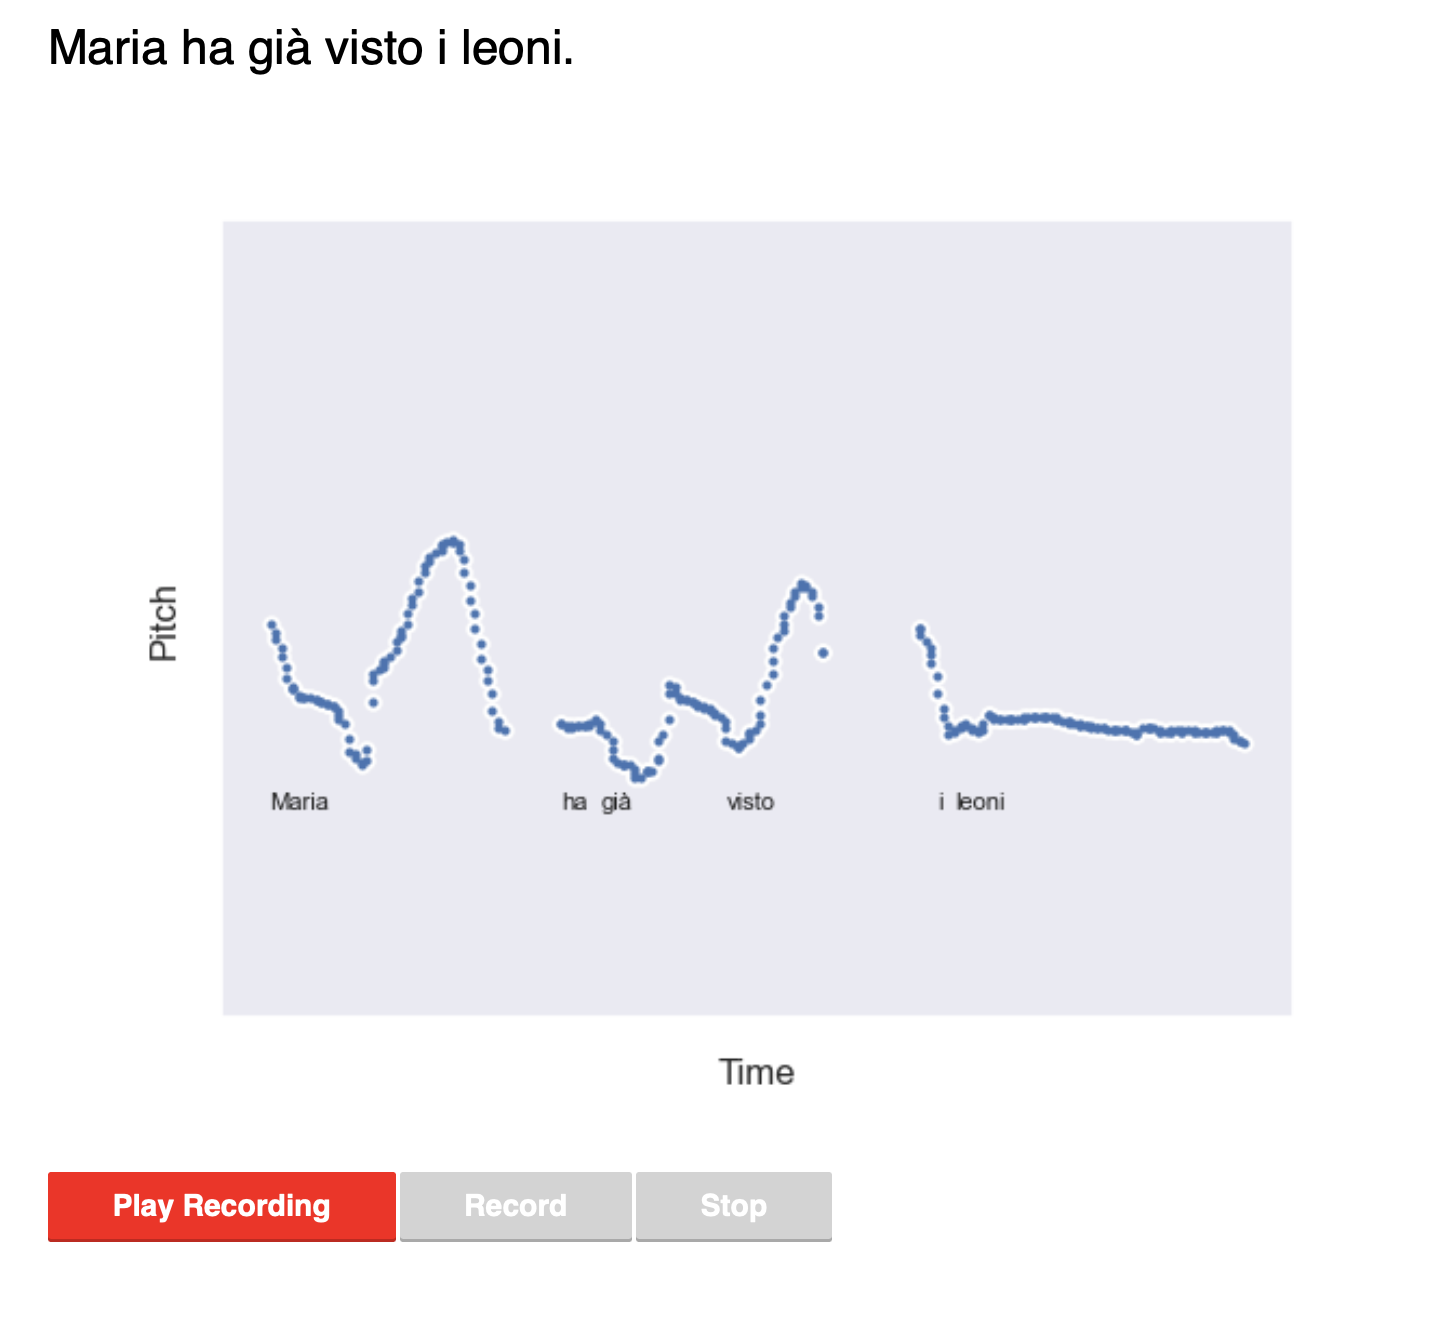 Maria ha già visto i leoni.
Pitch
Maria ha già visto i leoni
Time
Play Recording Record Stop